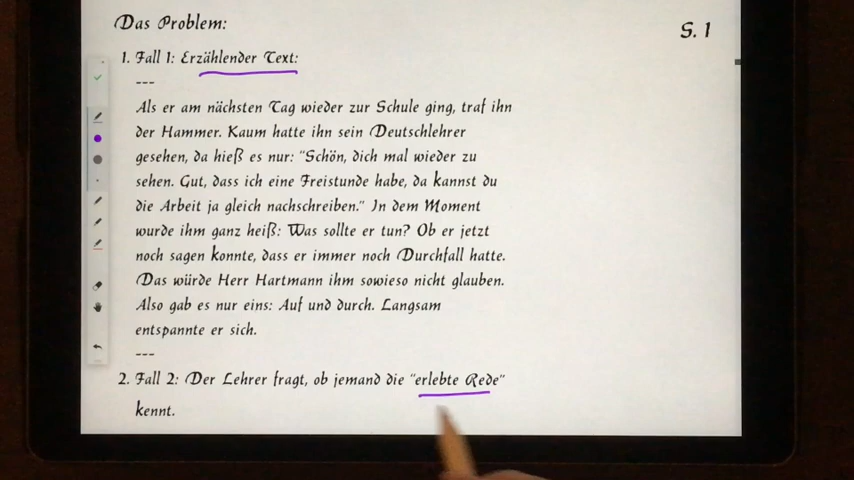 Das Problem:
S. 1
1. Fall 1: Erzählender Text:
---
Als er am nächsten Tag wieder zur Schule ging, traf ihn
der Hammer. Kaum hatte ihn sein Deutschlehrer
gesehen, da hieß es nur: "Schön, dich mal wieder zu
sehen. Gut, dass ich eine Freistunde habe, da kannst du
die Arbeit ja gleich nachschreiben." In dem Moment
wurde ihm ganz heiß: Was sollte er tun? Ob er jetzt
noch sagen konnte, dass er immer noch Durchfall hatte.
Das würde Herr Hartmann ihm sowieso nicht glauben.
Also gab es nur eins: Auf und durch. Langsam
entspannte er sich.
---
2. Fall 2: Der Lehrer fragt, ob jemand die "erlebte Rede"
kennt.